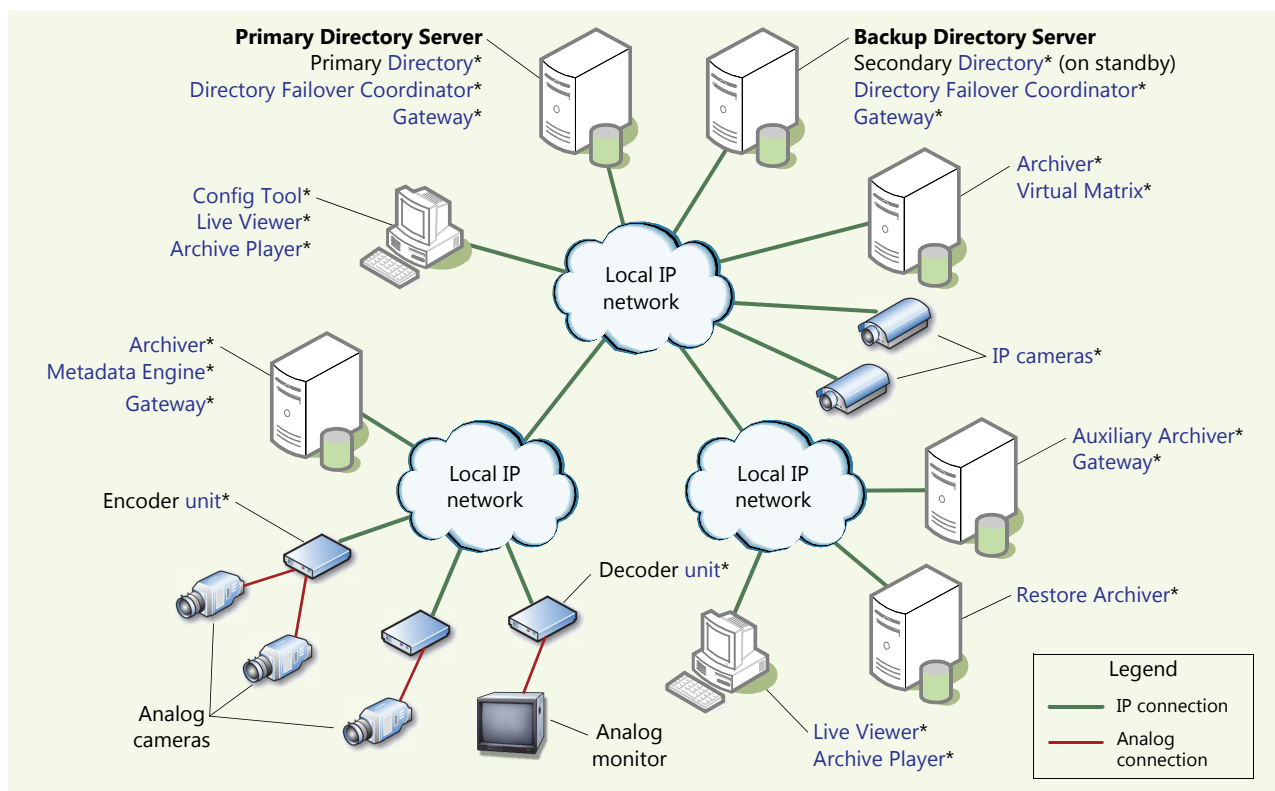 Primary Directory Server
Primary Directory*
Directory Failover Coordinator*
Gateway*
Backup Directory Server
Secondary Directory* (on standby)
Directory Failover Coordinator*
Gateway*
Archiver*
Virtual Matrix*
Config Tool*
Live Viewer*
Archive Player*
Local IP
network
IP cameras*
Archiver*
Metadata Engine*
Gateway*
Local IP
network
Local IP
network
Auxiliary Archiver*
Gateway*
Encoder unit*
Decoder unit*
Restore Archiver*
Analog
cameras
Analog
monitor
Live Viewer*
Archive Player*
Legend
IP connection
Analog
connection